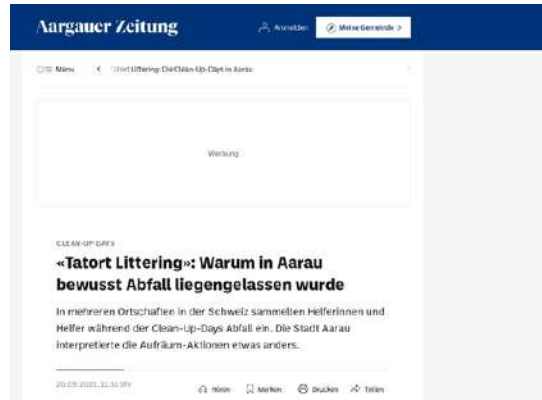 Aargauer Zeitung
Anmelden
Meine Gemeinde >
Menu
Tatort Littering: Die Clean-Up-Days in Aarau
Werbung
CLEAN-UP-DAYS
«Tatort Littering»: Warum in Aarau
bewusst Abfall liegengelassen wurde
In mehreren Ortschaften in der Schweiz sammelten Helferinnen und
Helfer während der Clean-Up-Days Abfall ein. Die Stadt Aarau
interpretierte die Aufräum-Aktionen etwas anders.
Hören
Merken
Drucken
Teilen